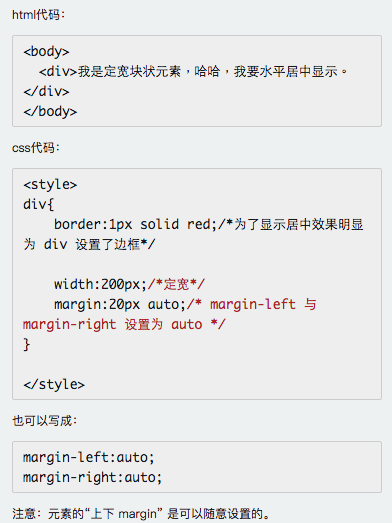 html代码：
<body>
  <div>我是定宽块状元素，哈哈，我要水平居中显示。
</div>
</body>
css代码：
<style>
div{
    border:1px solid red;/*为了显示居中效果明显
为 div 设置了边框*/

    width:200px;/*定宽*/
    margin:20px auto;/* margin-left 与
margin-right 设置为 auto */
}

</style>
也可以写成：
margin-left:auto;
margin-right:auto;
注意：元素的“上下 margin” 是可以随意设置的。